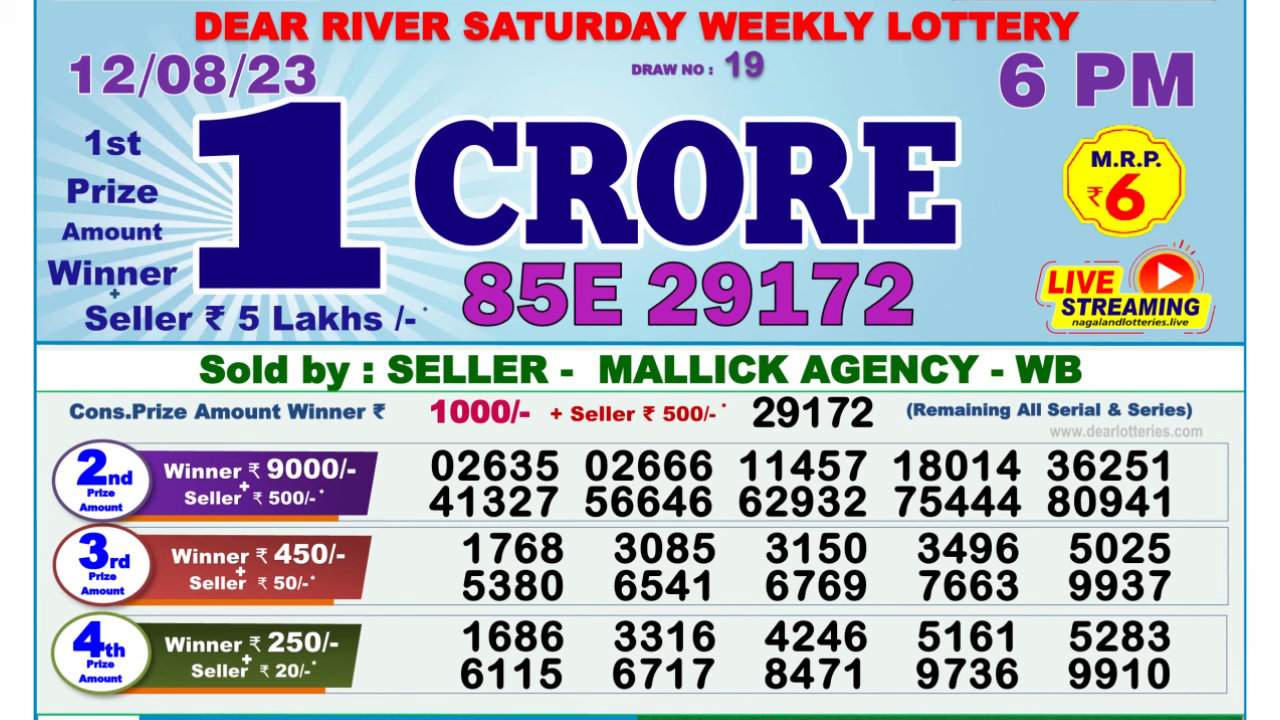 DEAR RIVER SATURDAY WEEKLY LOTTERY
12/08/23
DRAW NO : 19
6 PM
1st
Prize
Amount
Winner
+
Seller ₹ 5 Lakhs /-*
1 CRORE
85E 29172
M.R.P.
₹6
LIVE
STREAMING
nagalandlotteries.live
Sold by : SELLER - MALLICK AGENCY - WB
Cons.Prize Amount Winner ₹ 1000/- + Seller ₹ 500/-* 29172 (Remaining All Serial & Series)
www.dearlotteries.com
2nd
Prize
Amount
Winner ₹ 9000/-
+
Seller ₹ 500/-*
02635 02666 11457 18014 36251
41327 56646 62932 75444 80941
3rd
Prize
Amount
Winner ₹ 450/-
+
Seller ₹ 50/-*
1768 3085 3150 3496 5025
5380 6541 6769 7663 9937
4th
Prize
Amount
Winner ₹ 250/-
+
Seller ₹ 20/-*
1686 3316 4246 5161 5283
6115 6717 8471 9736 9910